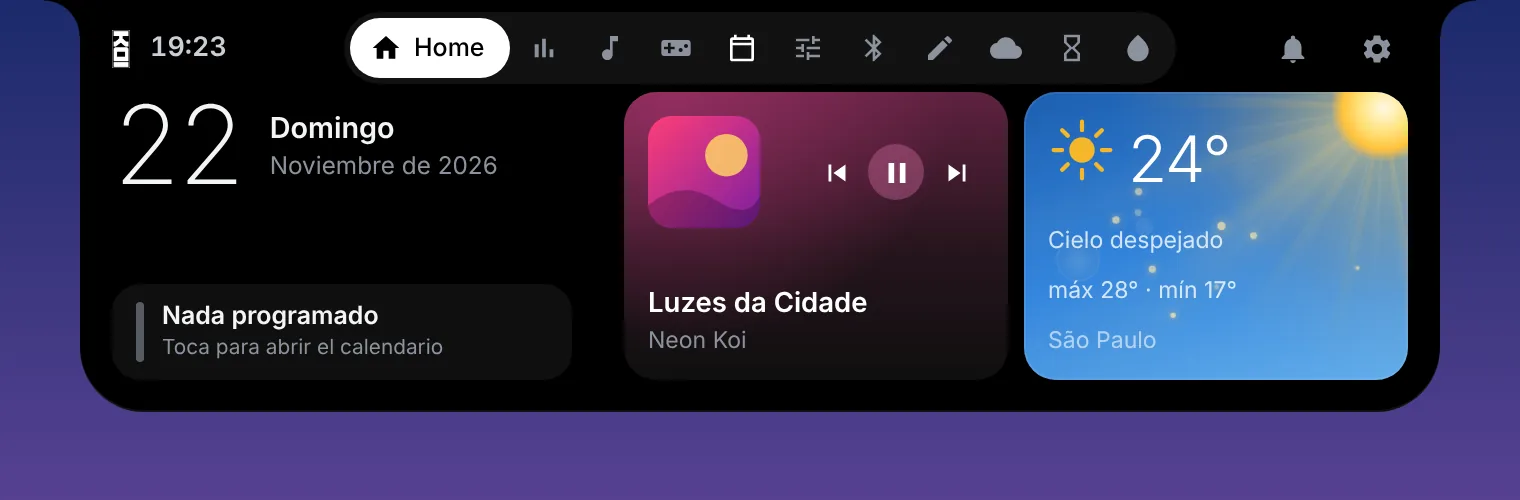 KOI
19:23
Home
22
Domingo
Noviembre de 2026
Nada programado
Toca para abrir el calendario
Luzes da Cidade
Neon Koi
24°
Cielo despejado
máx 28° · mín 17°
São Paulo